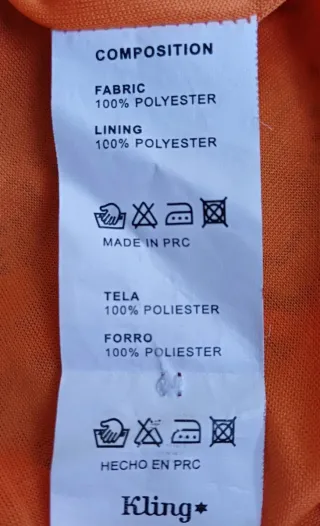 COMPOSITION
FABRIC
100% POLYESTER
LINING
100% POLYESTER
MADE IN PRC
TELA
100% POLIESTER
FORRO
100% POLIESTER
HECHO EN PRC
Kling*